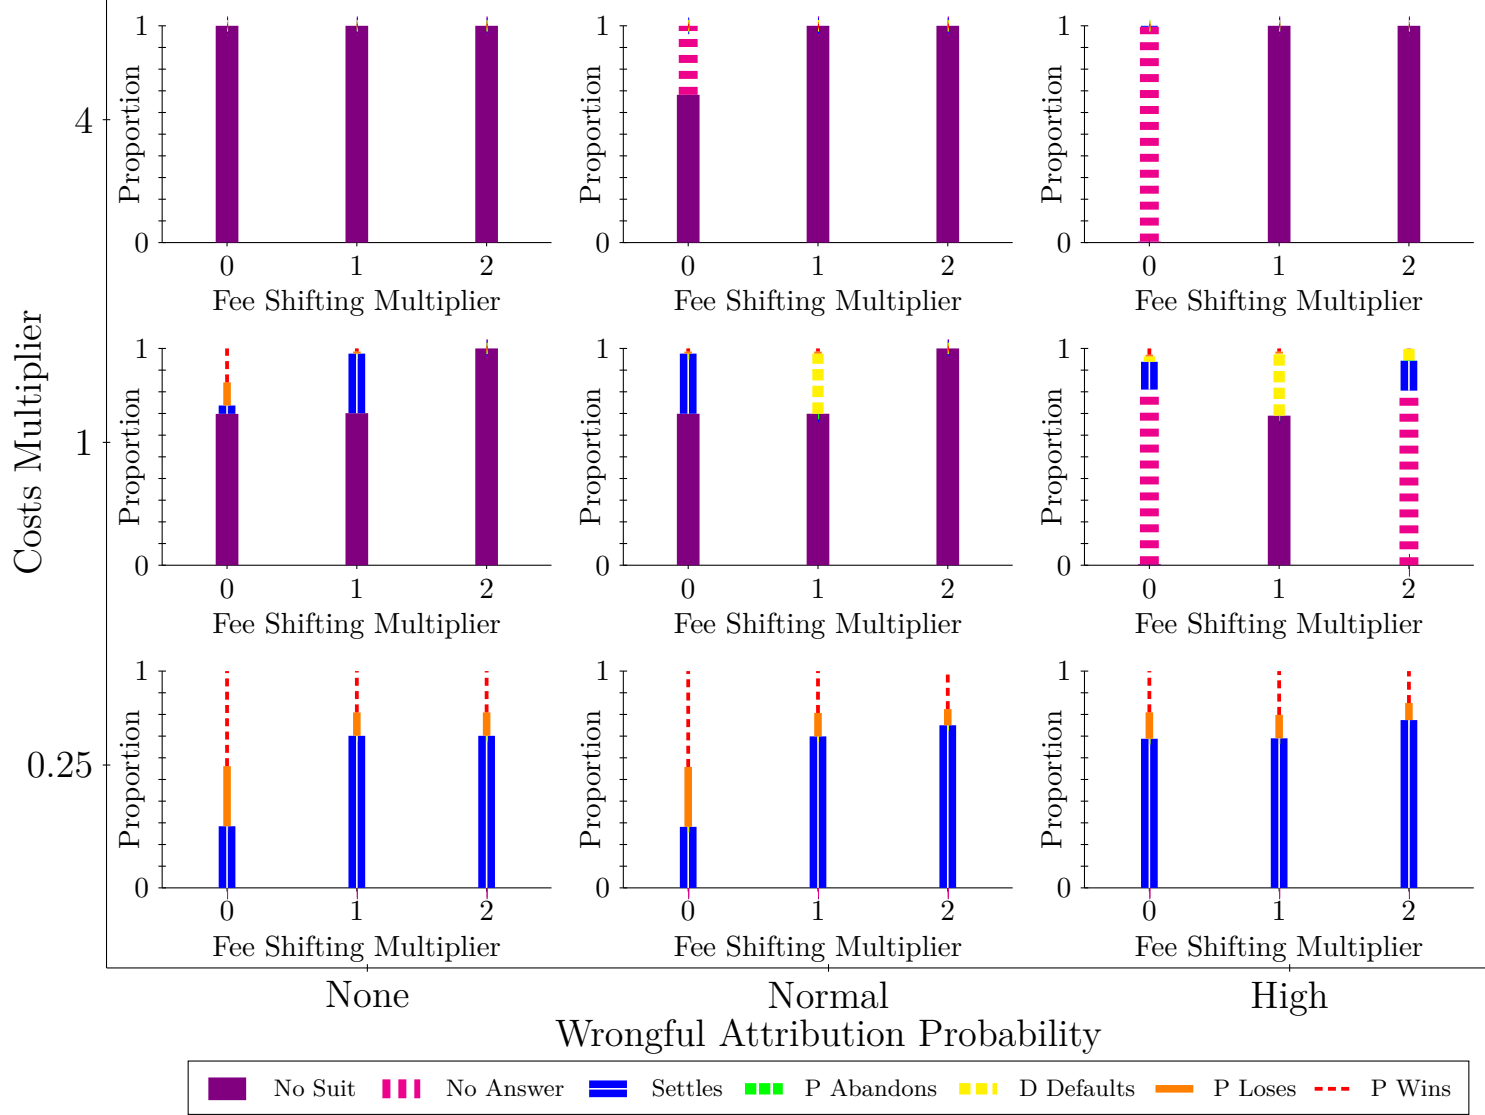 1
Proportion
0
0 1 2
Fee Shifting Multiplier
1
Proportion
0
0 1 2
Fee Shifting Multiplier
1
Proportion
0
0 1 2
Fee Shifting Multiplier
4
1
Proportion
0
0 1 2
Fee Shifting Multiplier
1
Proportion
0
0 1 2
Fee Shifting Multiplier
1
Proportion
0
0 1 2
Fee Shifting Multiplier
Costs Multiplier
1
1
Proportion
0
0 1 2
Fee Shifting Multiplier
1
Proportion
0
0 1 2
Fee Shifting Multiplier
1
Proportion
0
0 1 2
Fee Shifting Multiplier
0.25
None Normal High
Wrongful Attribution Probability
No Suit No Answer Settles P Abandons D Defaults P Loses P Wins